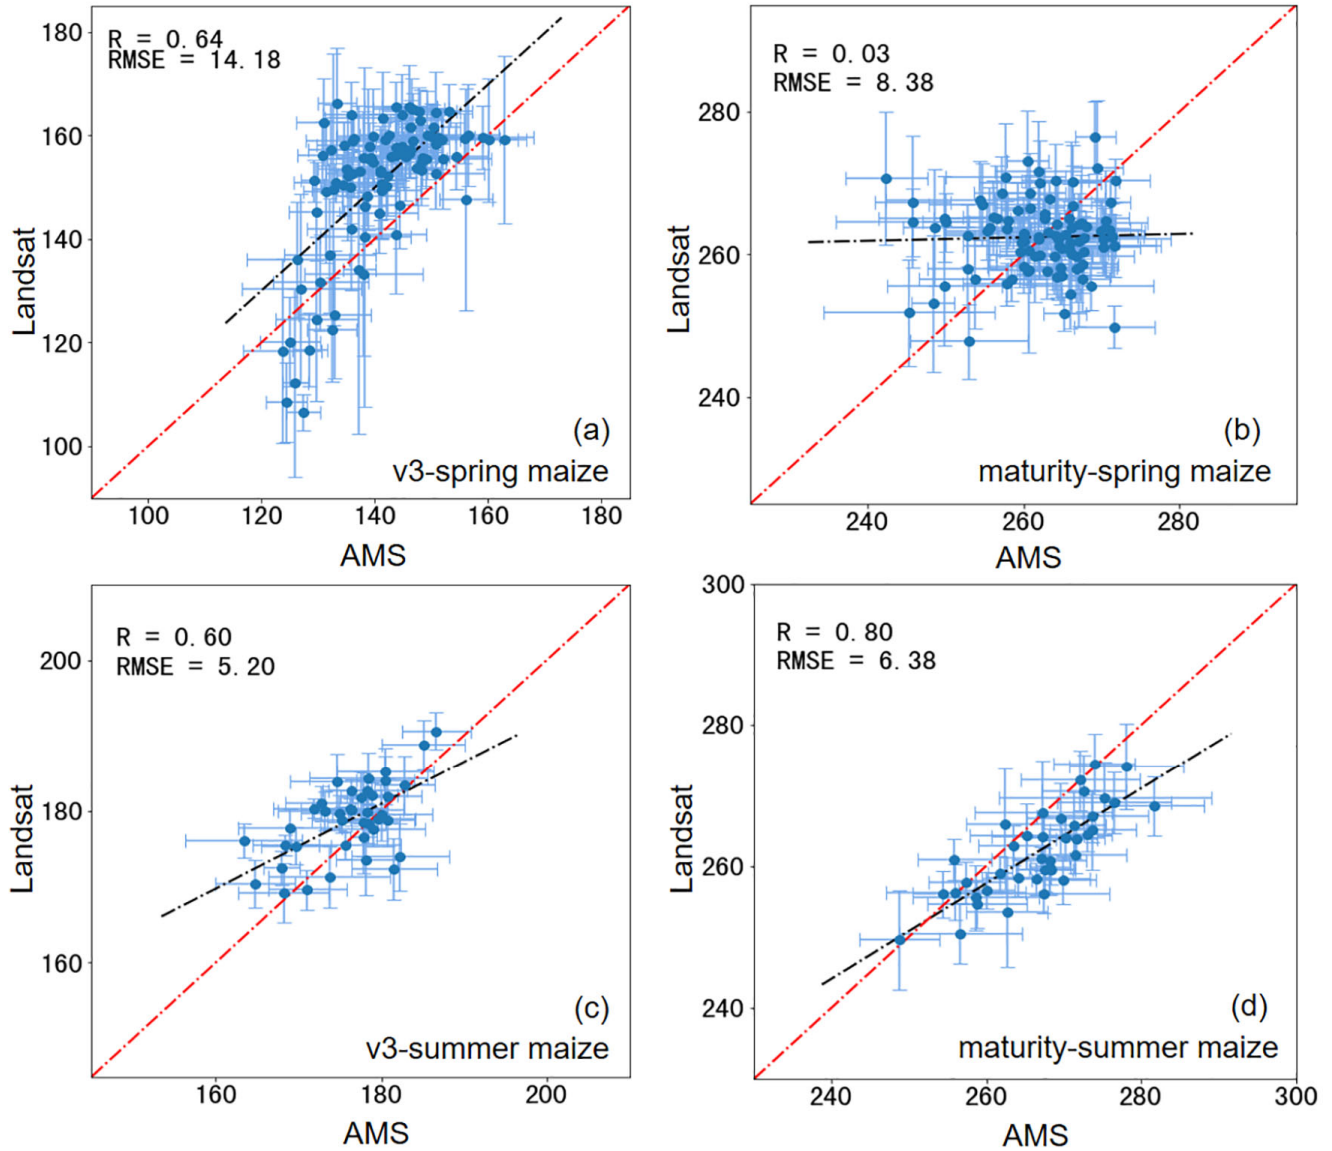 R = 0.64
RMSE = 14.18
180
160
140
120
100
Landsat
(a)
v3-spring maize
100 120 140 160 180
AMS
R = 0.03
RMSE = 8.38
280
260
240
Landsat
(b)
maturity-spring maize
240 260 280
AMS
R = 0.60
RMSE = 5.20
200
180
160
Landsat
(c)
v3-summer maize
160 180 200
AMS
300
R = 0.80
RMSE = 6.38
280
260
240
Landsat
(d)
maturity-summer maize
240 260 280 300
AMS